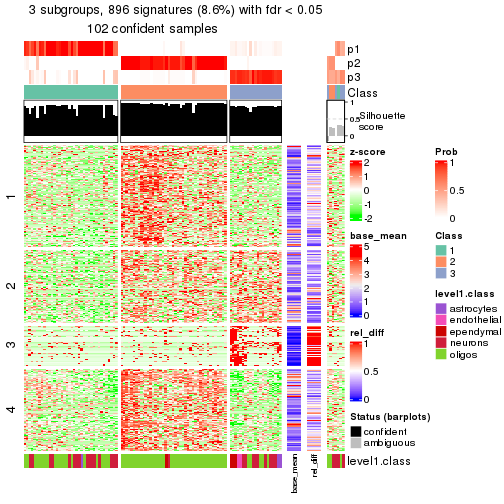 3 subgroups, 896 signatures (8.6%) with fdr < 0.05
102 confident samples
p1
p2
p3
Class
1
0.5
0
Silhouette
score
1
2
3
4
z-score
2
1
0
-1
-2
base_mean
5
4
3
2
1
0
rel_diff
1
0.5
0
Status (barplots)
confident
ambiguous
Prob
1
0.5
0
Class
1
2
3
level1.class
astrocytes
endothelial
ependymal
neurons
oligos
level1.class
base_mean
rel_diff